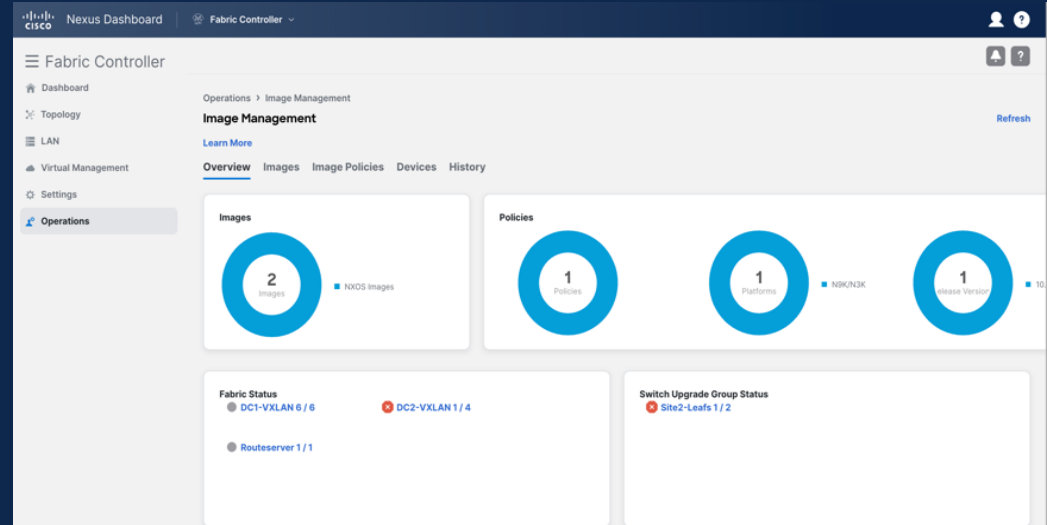 CISCO Nexus Dashboard Fabric Controller ?
Fabric Controller ?
Dashboard
Topology
LAN
Virtual Management
Settings
Operations
Operations > Image Management
Image Management Refresh
Learn More
Overview Images Image Policies Devices History
Images
2
Images
NXOS Images
Policies
1
Policies
1
Platforms
N9K/N3K
1
elease Version
10.
Fabric Status
DC1-VXLAN 6 / 6 DC2-VXLAN 1 / 4
Routeserver 1 / 1
Switch Upgrade Group Status
Site2-Leafs 1 / 2